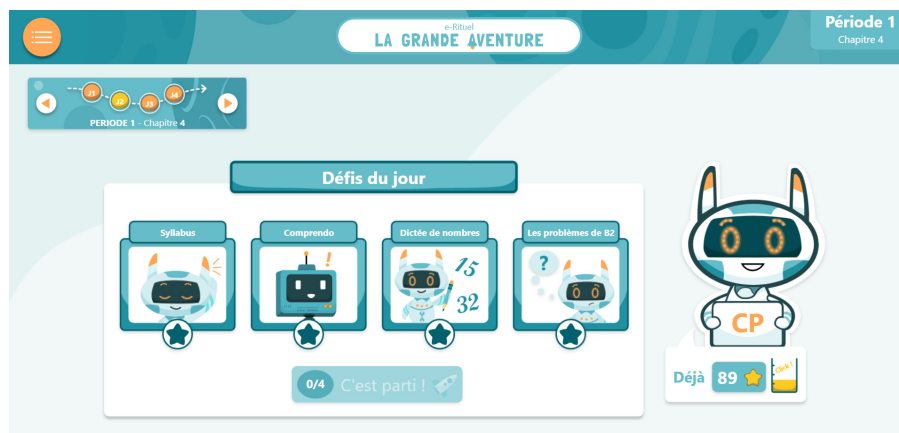 e-Rituel
LA GRANDE AVENTURE
Période 1
Chapitre 4
J1
J2
J3
J4
PERIODE 1 - Chapitre 4
Défis du jour
Syllabus
Comprendo
Dictée de nombres
Les problèmes de B2
!
15
32
?
CP
0/4 C'est parti !
Déjà 89
Click !